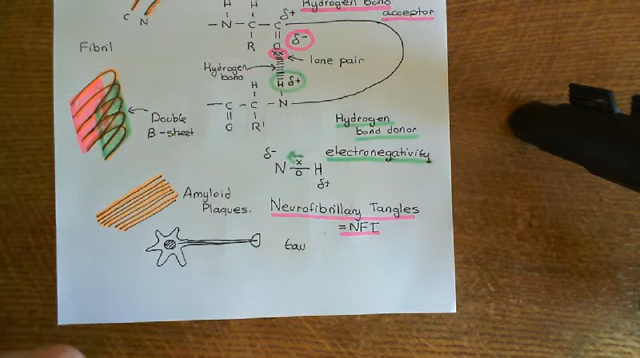 Hydrogen bond
acceptor
C N
H H δ+
— N — C — C
R O δ-
Fibril
lone pair
Hydrogen
bond
H H δ+
— C — C — N
O R'
Double
B-sheet
Hydrogen
bond donor
electronegativity
δ-
N x o H
δ+
Amyloid
Plaques.
Neurofibrillary Tangles
= NFT
tau